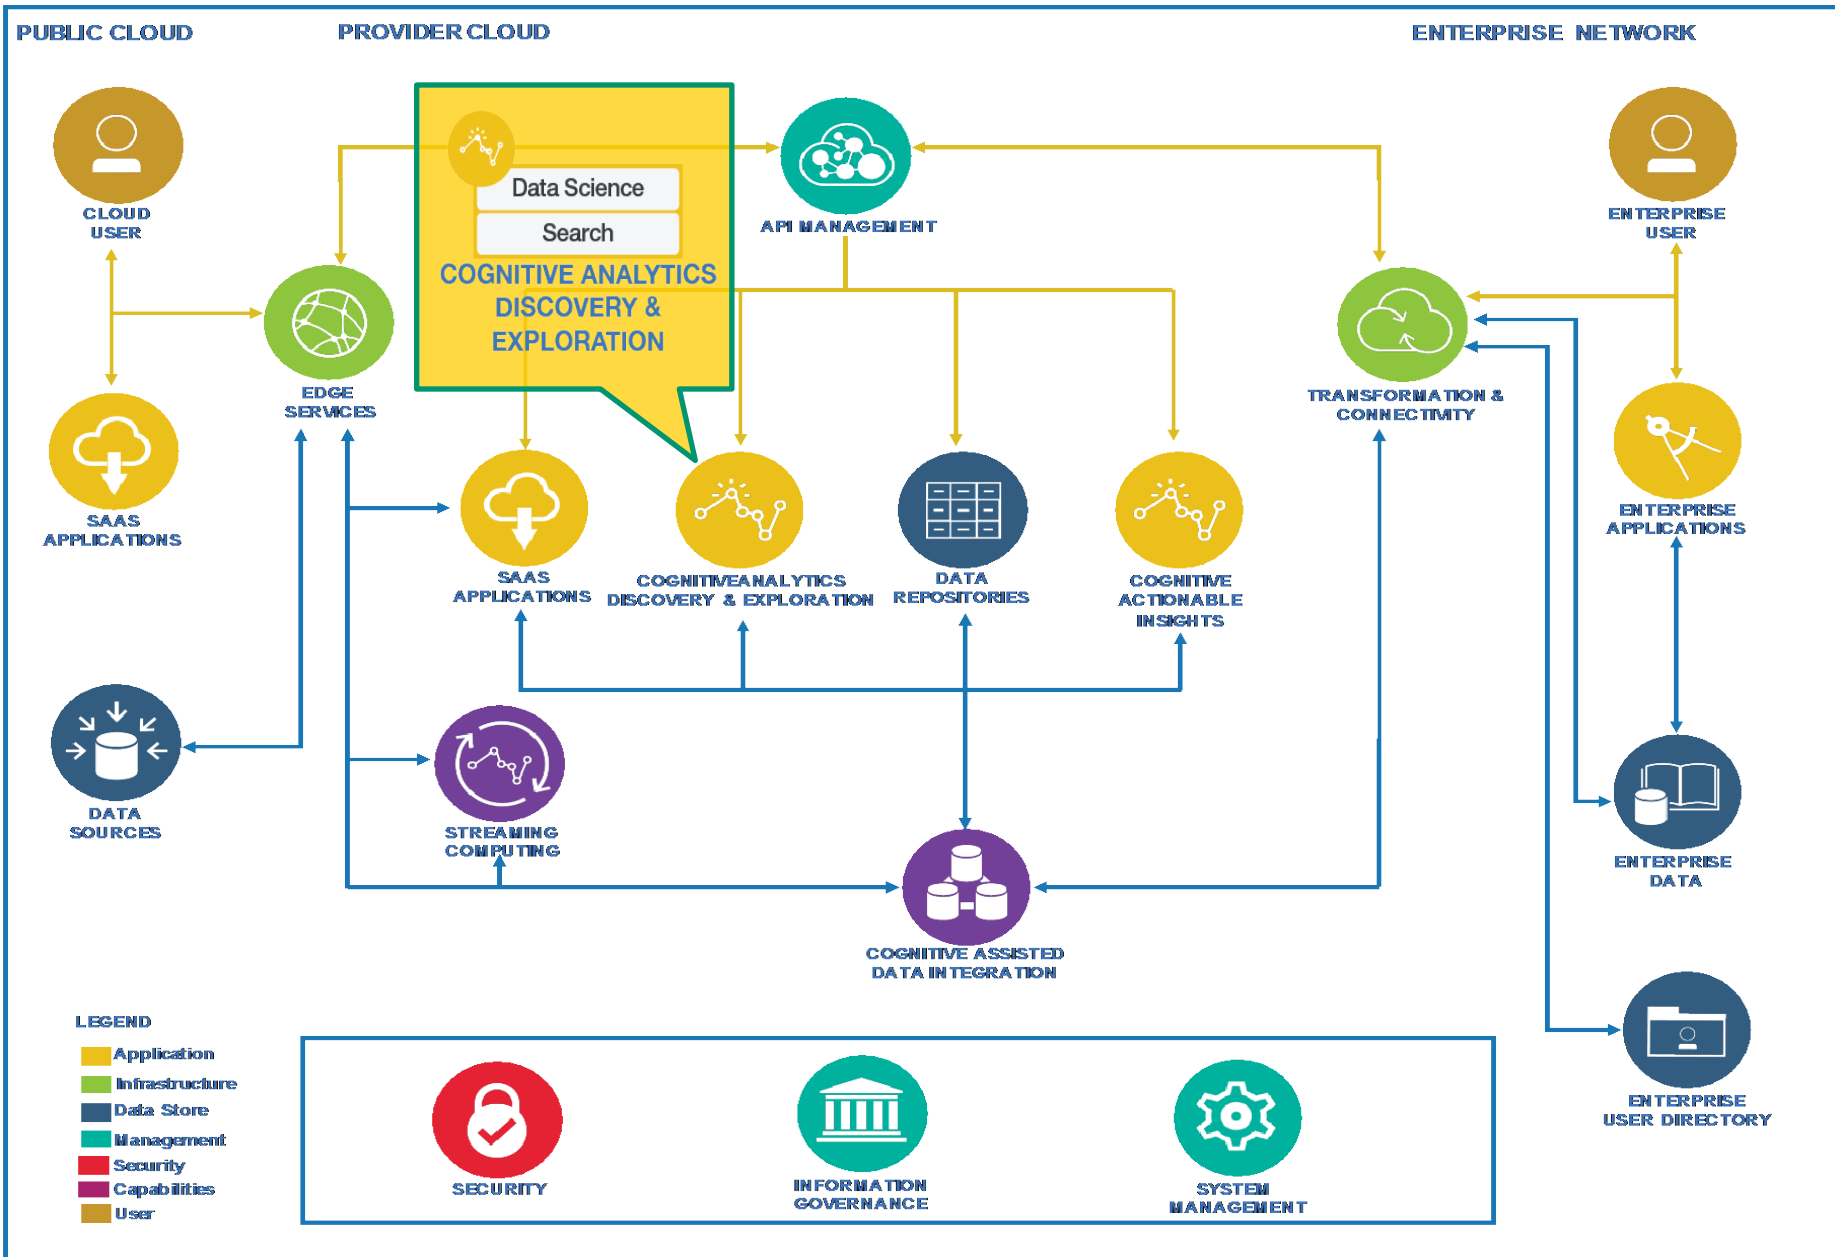 PUBLIC CLOUD
PROVIDER CLOUD
ENTERPRISE NETWORK
Data Science
Search
COGNITIVE ANALYTICS
DISCOVERY &
EXPLORATION
CLOUD
USER
API MANAGEMENT
ENTERPRISE
USER
EDGE
SERVICES
TRANSFORMATION &
CONNECTIVITY
SAAS
APPLICATIONS
SAAS
APPLICATIONS
COGNITIVEANALYTICS
DISCOVERY & EXPLORATION
DATA
REPOSITORIES
COGNITIVE
ACTIONABLE
INSIGHTS
ENTERPRISE
APPLICATIONS
DATA
SOURCES
STREAMING
COMPUTING
ENTERPRISE
DATA
COGNITIVE ASSISTED
DATA INTEGRATION
LEGEND
Application
Infrastructure
Data Store
Management
Security
Capabilities
User
SECURITY
INFORMATION
GOVERNANCE
SYSTEM
MANAGEMENT
ENTERPRISE
USER DIRECTORY